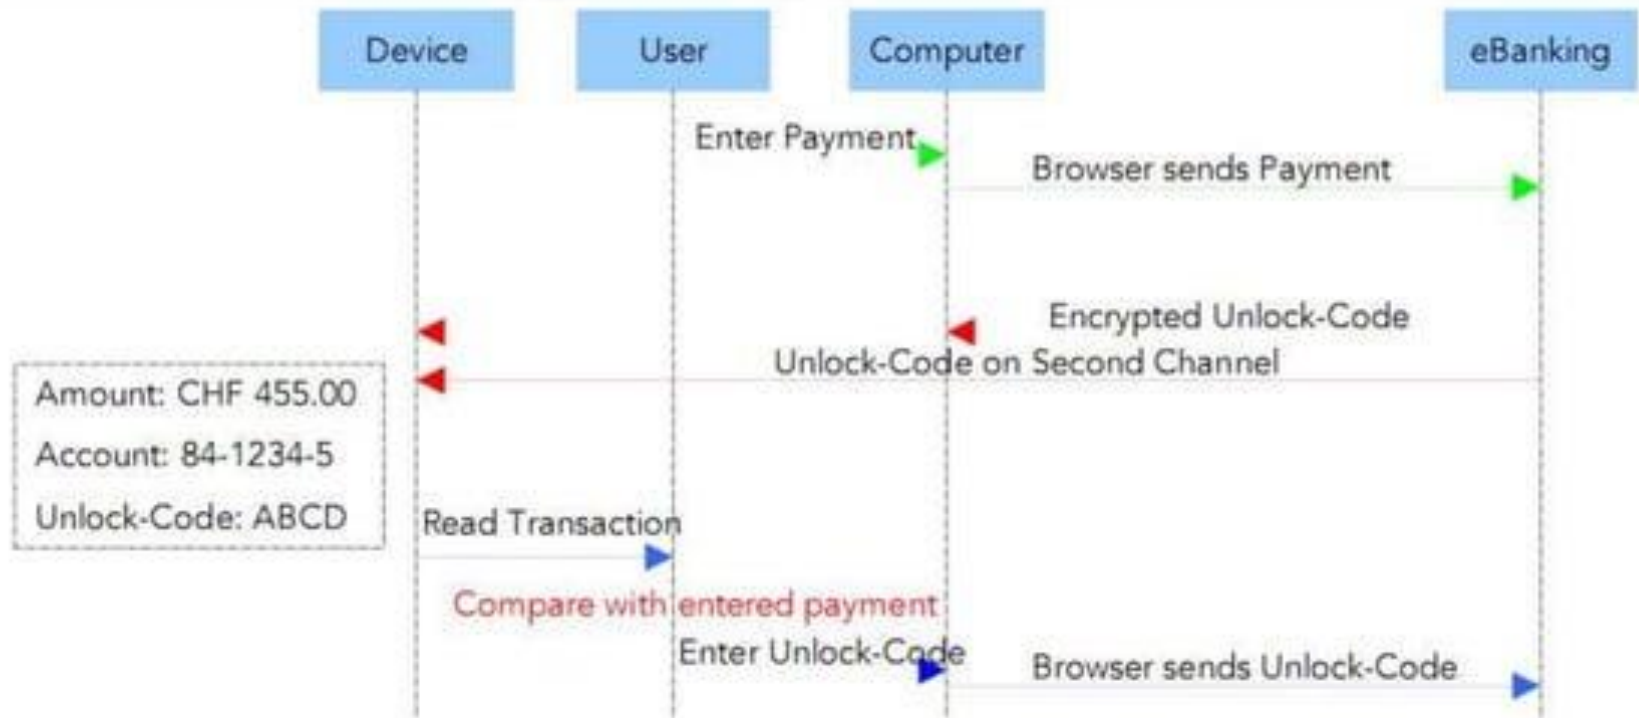 Device
User
Computer
eBanking
Enter Payment
Browser sends Payment
Encrypted Unlock-Code
Unlock-Code on Second Channel
Amount: CHF 455.00
Account: 84-1234-5
Unlock-Code: ABCD
Read Transaction
Compare with entered payment
Enter Unlock-Code
Browser sends Unlock-Code